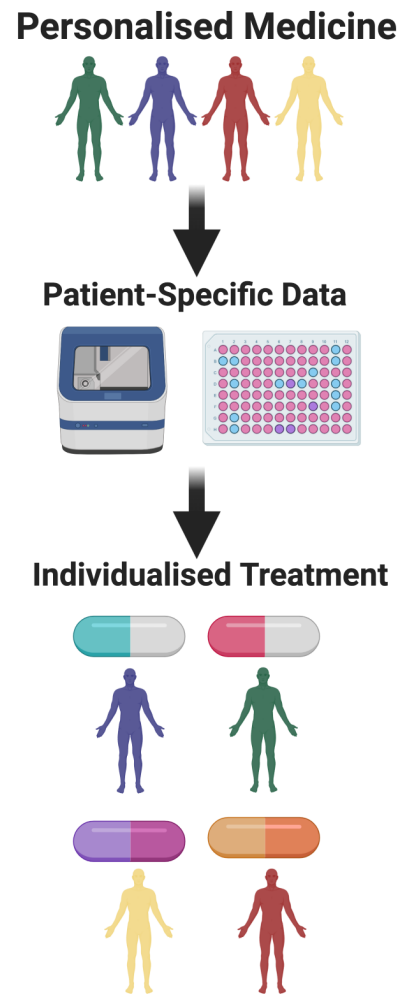 Personalised Medicine
Patient-Specific Data
Individualised Treatment